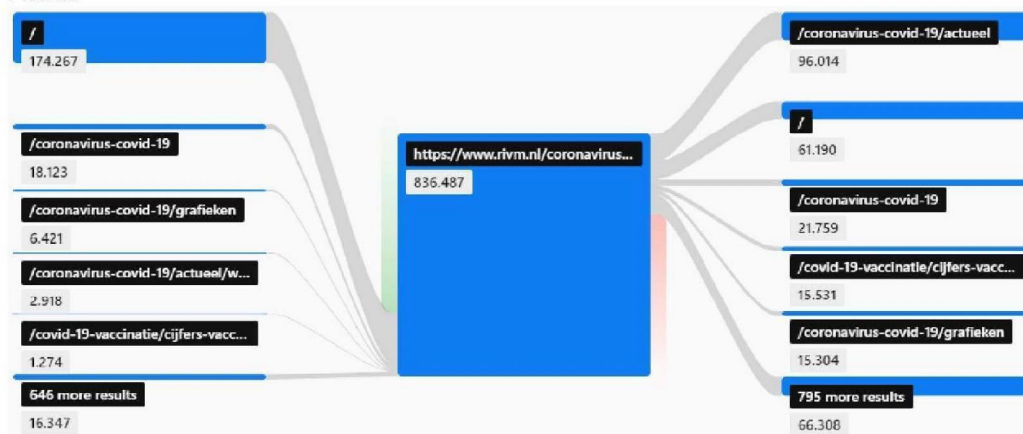 /
174.267
/coronavirus-covid-19
18.123
/coronavirus-covid-19/grafieken
6.421
/coronavirus-covid-19/actueel/w...
2.918
/covid-19-vaccinatie/cijfers-vacc...
1.274
646 more results
16.347
https://www.rivm.nl/coronavirus...
836.487
/coronavirus-covid-19/actueel
96.014
/
61.190
/coronavirus-covid-19
21.759
/covid-19-vaccinatie/cijfers-vacc...
15.531
/coronavirus-covid-19/grafieken
15.304
795 more results
66.308